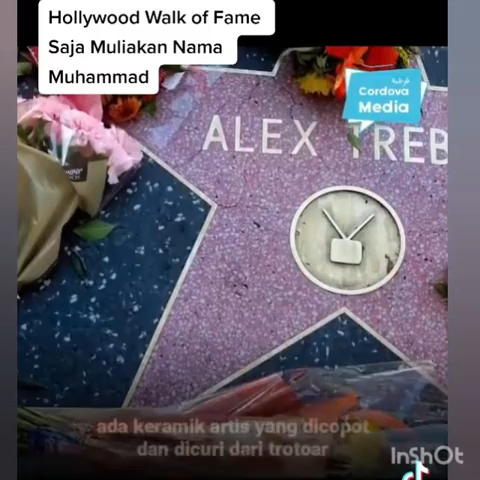 Hollywood Walk of Fame
Saja Muliakan Nama
Muhammad
قرطبة
Cordova
Media
ALEX TREB
ada keramik artis yang dicopot
dan dicuri dari trotoar
InShOt